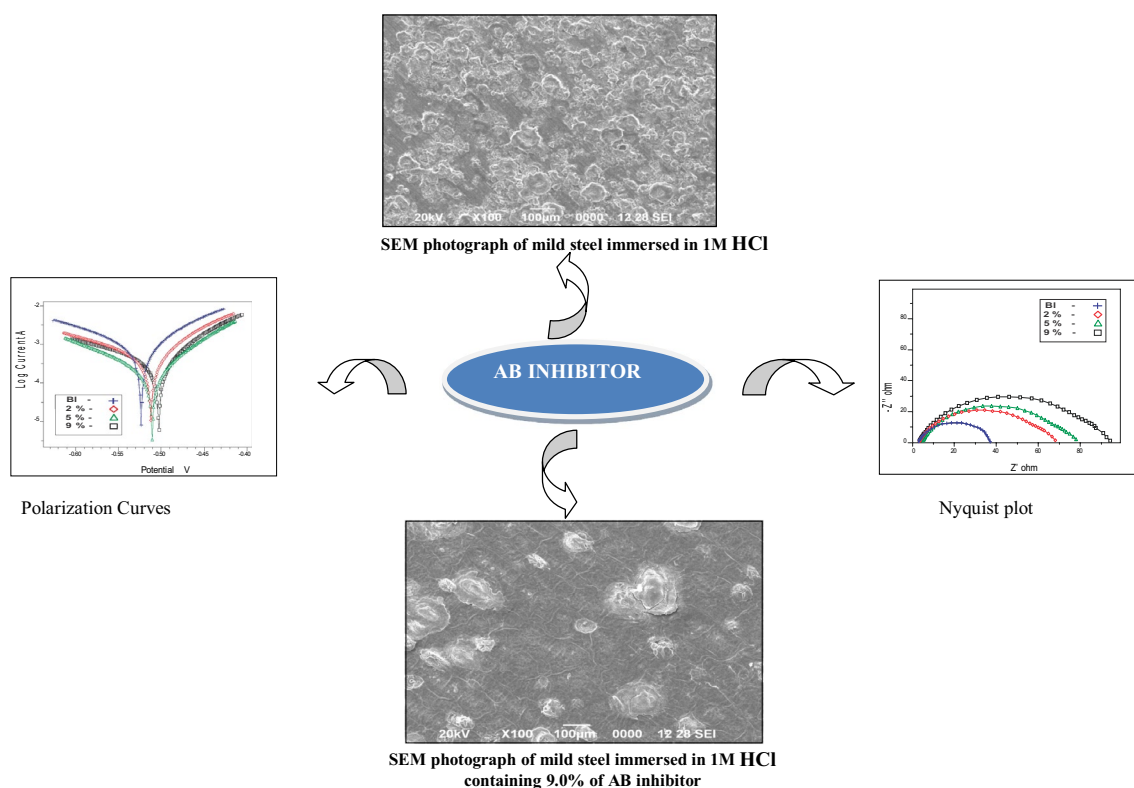 20kV X100 100µm 0000 12 28 SEI
SEM photograph of mild steel immersed in 1M HCl
-2
-3
-4
-5
Log Current A
BI -
2 % -
5 % -
9 % -
-0.60 -0.55 -0.50 -0.45 -0.40
Potential V
Polarization Curves
AB INHIBITOR
80
60
40
20
0
- Z'' ohm
BI -
2 % -
5 % -
9 % -
0 20 40 60 80 100
Z' ohm
Nyquist plot
20kV X100 100µm 0000 12 28 SEI
SEM photograph of mild steel immersed in 1M HCl
containing 9.0% of AB inhibitor